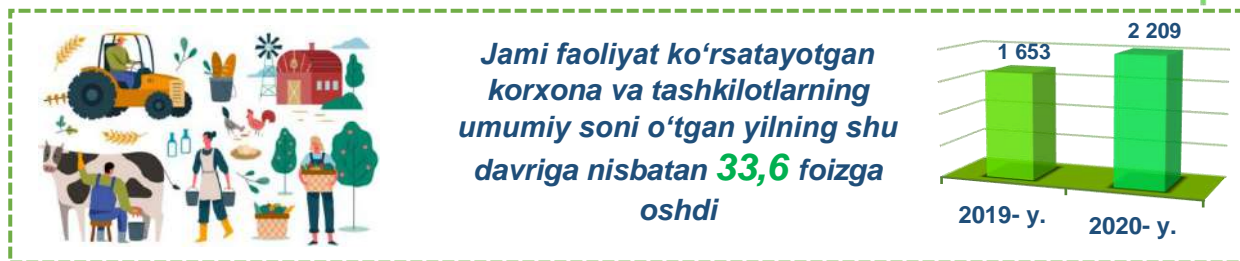 Jami faoliyat ko‘rsatayotgan
korxona va tashkilotlarning
umumiy soni o‘tgan yilning shu
davriga nisbatan 33,6 foizga
oshdi
1 653
2 209
2019- y.
2020- y.